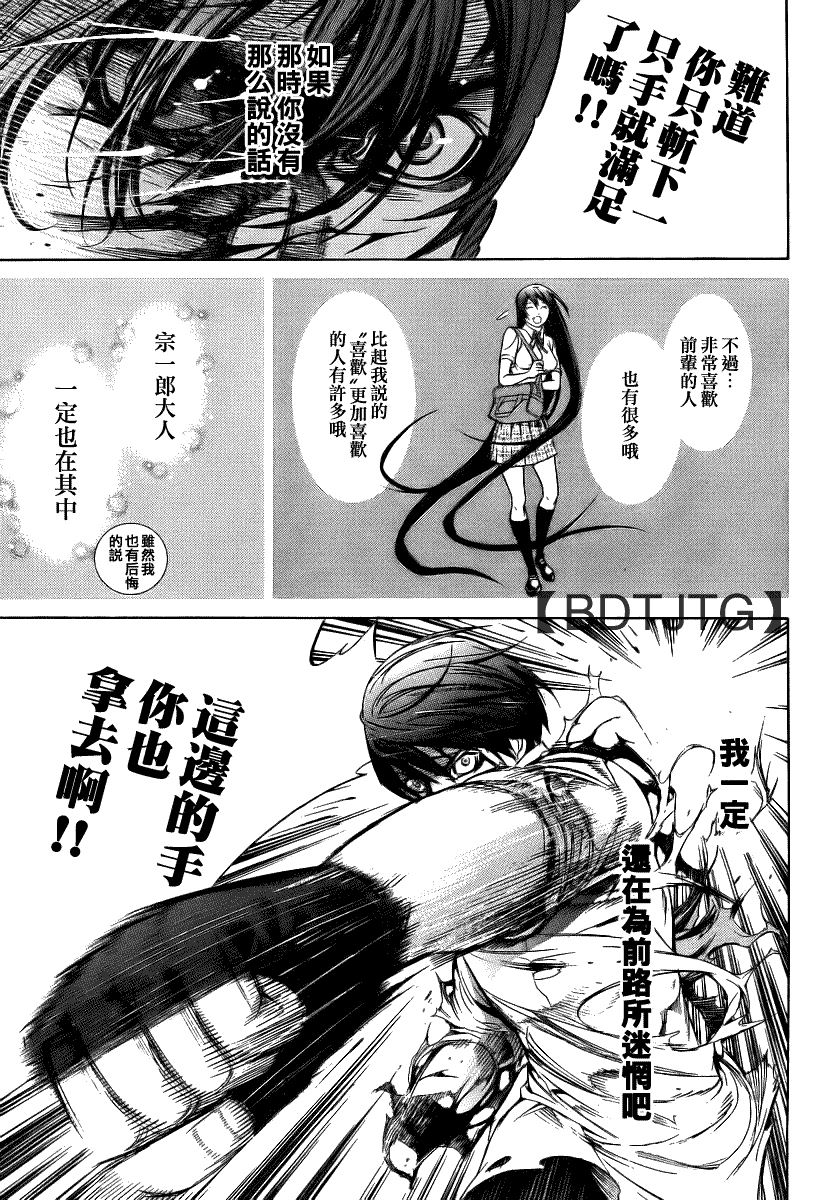 難道
你只斬下一
只手就滿足
了嗎!!
如果
那時你沒有
那么說的話
不過…
非常喜歡
前輩的人
也有很多哦
比起我説的
"喜歡"更加喜歡
的人有許多哦
宗一郎大人
一定也在其中
雖然我
也有后悔
的説
【BDTJTG】
我一定
還在為前路所迷惘吧
這邊的手
你也
拿去啊!!